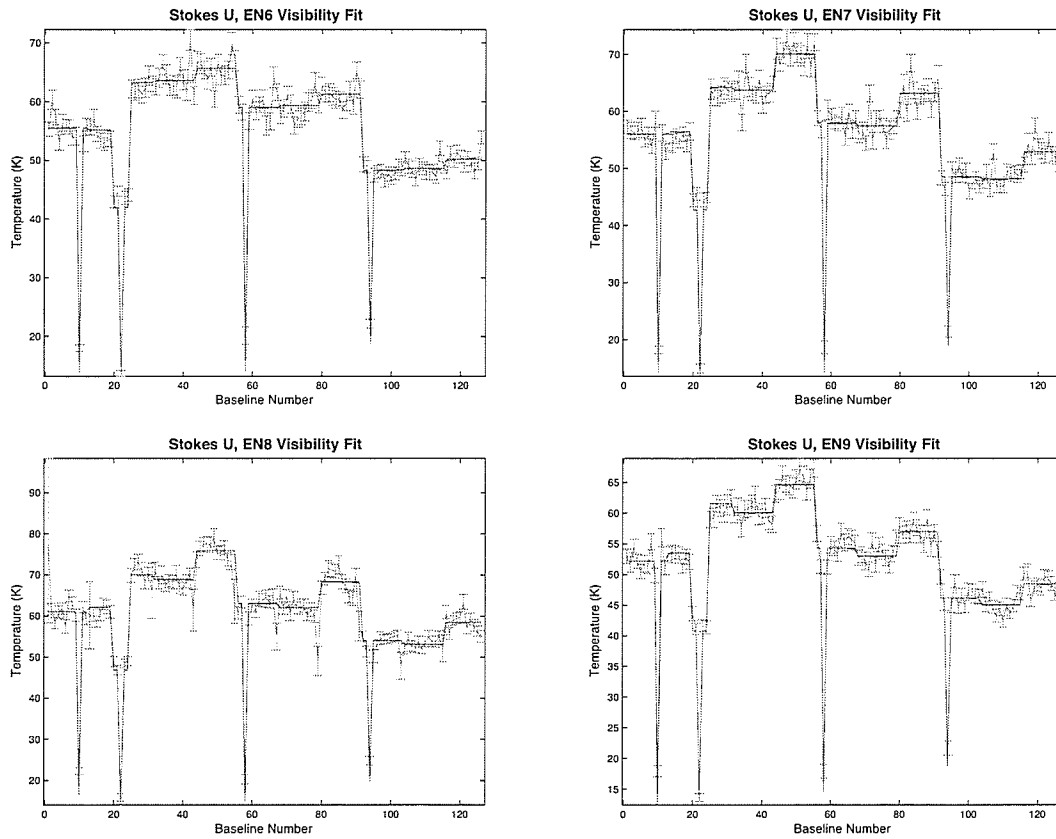 Stokes U, EN6 Visibility Fit
Temperature (K)
70
60
50
40
30
20
0 20 40 60 80 100 120
Baseline Number
Stokes U, EN7 Visibility Fit
Temperature (K)
70
60
50
40
30
20
0 20 40 60 80 100 120
Baseline Number
Stokes U, EN8 Visibility Fit
Temperature (K)
90
80
70
60
50
40
30
20
0 20 40 60 80 100 120
Baseline Number
Stokes U, EN9 Visibility Fit
Temperature (K)
65
60
55
50
45
40
35
30
25
20
15
0 20 40 60 80 100 120
Baseline Number